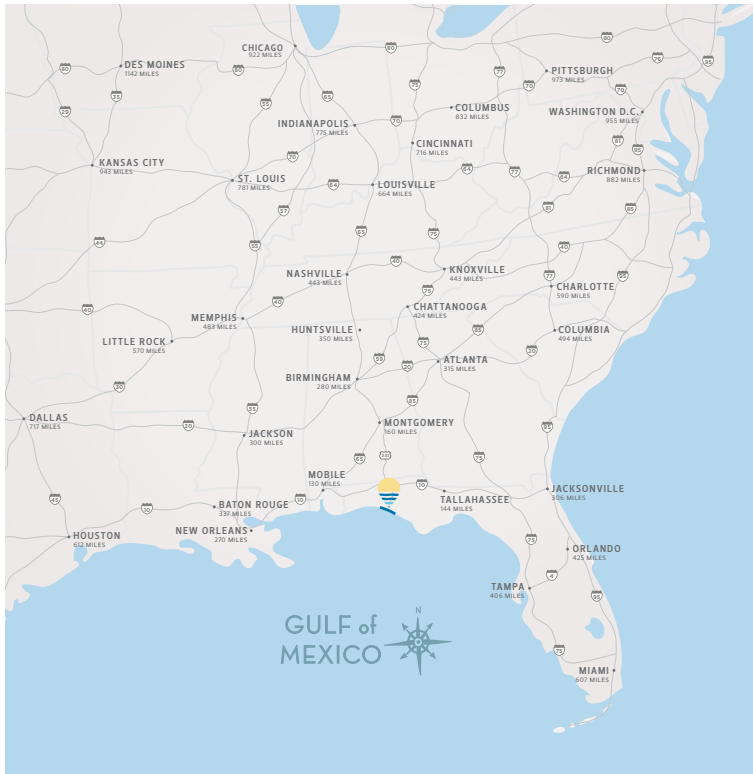 80
CHICAGO
922 MILES
80
76
95
DES MOINES
1142 MILES
80
80
35
29
55
65
75
77
70
PITTSBURGH
973 MILES
70
COLUMBUS
832 MILES
WASHINGTON D.C.
955 MILES
INDIANAPOLIS
775 MILES
70
CINCINNATI
716 MILES
81
95
70
KANSAS CITY
943 MILES
ST. LOUIS
781 MILES
64
LOUISVILLE
664 MILES
64
77
64
RICHMOND
882 MILES
57
81
85
44
55
65
75
40
NASHVILLE
443 MILES
40
KNOXVILLE
443 MILES
77
95
CHARLOTTE
590 MILES
40
40
75
CHATTANOOGA
424 MILES
MEMPHIS
483 MILES
HUNTSVILLE
350 MILES
85
COLUMBIA
494 MILES
LITTLE ROCK
570 MILES
75
20
59
20
ATLANTA
315 MILES
BIRMINGHAM
280 MILES
30
85
55
DALLAS
717 MILES
20
JACKSON
300 MILES
MONTGOMERY
160 MILES
95
65
331
75
MOBILE
130 MILES
10
JACKSONVILLE
306 MILES
45
10
BATON ROUGE
337 MILES
10
TALLAHASSEE
144 MILES
NEW ORLEANS
270 MILES
HOUSTON
612 MILES
75
ORLANDO
425 MILES
4
TAMPA
406 MILES
95
N
GULF of
MEXICO
75
MIAMI
607 MILES